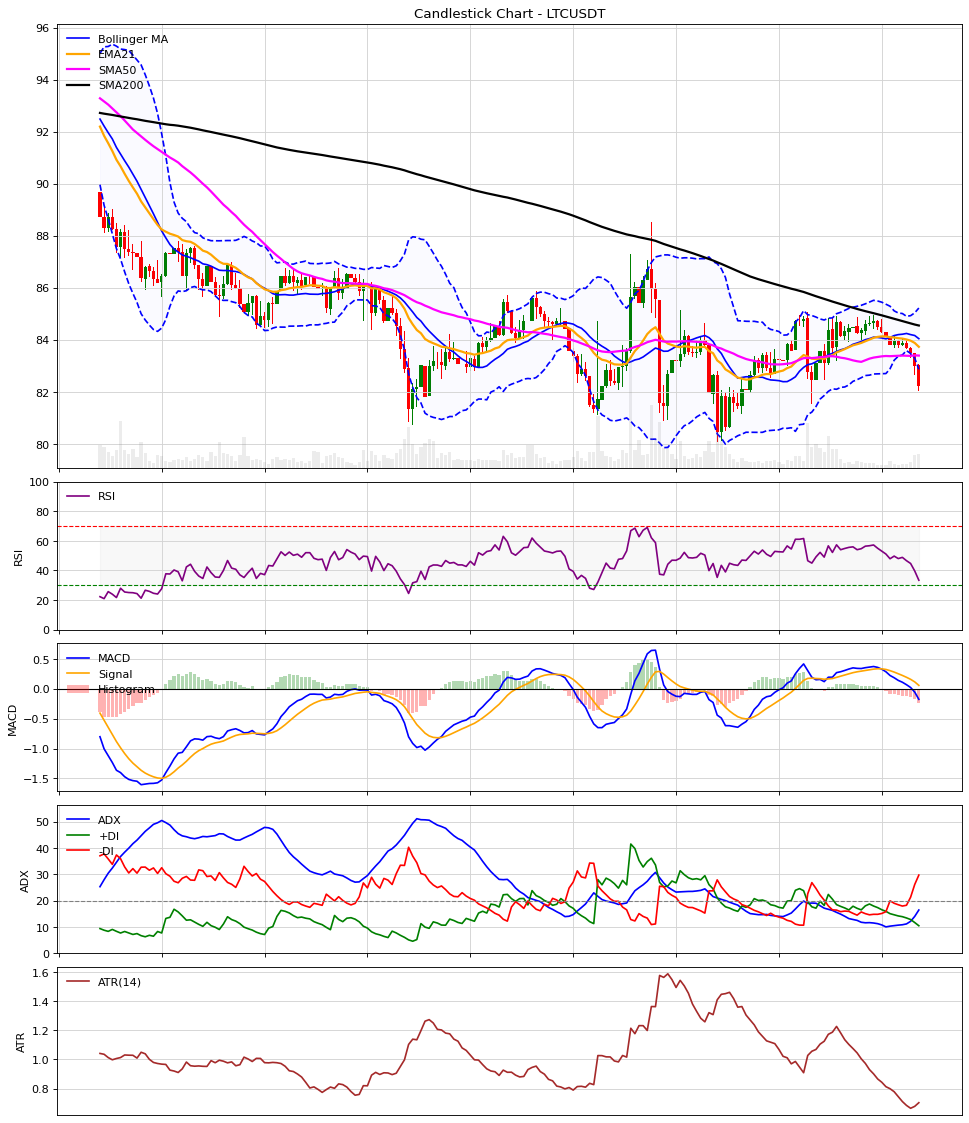 Candlestick Chart - LTCUSDT
96
94
92
90
88
86
84
82
80
Bollinger MA
EMA21
SMA50
SMA200
100
80
60
40
20
0
RSI
RSI
0.5
0.0
−0.5
−1.0
−1.5
MACD
MACD
Signal
Histogram
50
40
30
20
10
0
ADX
ADX
+DI
-DI
1.6
1.4
1.2
1.0
0.8
ATR
ATR(14)